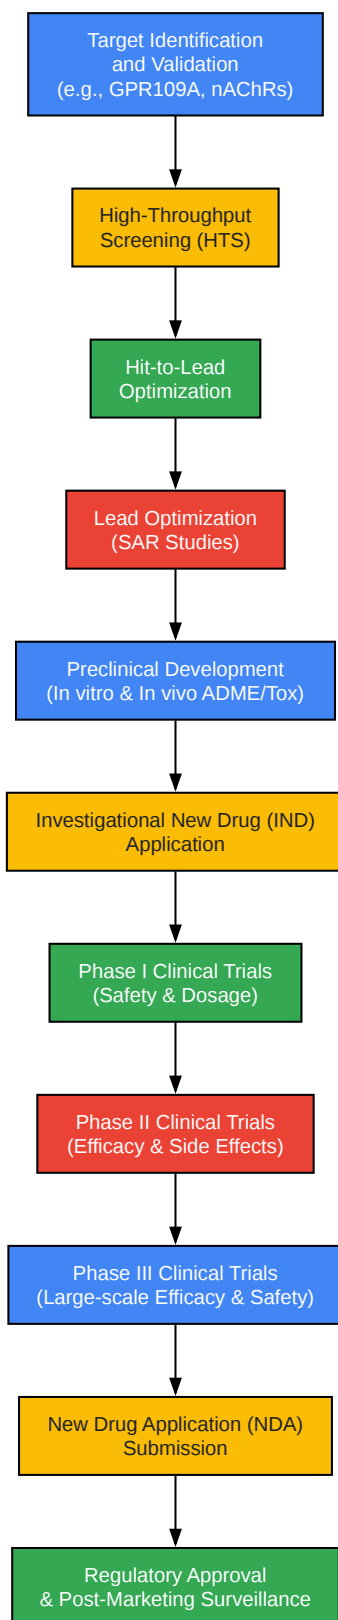 Target Identification
and Validation
(e.g., GPR109A, nAChRs)
High-Throughput
Screening (HTS)
Hit-to-Lead
Optimization
Lead Optimization
(SAR Studies)
Preclinical Development
(In vitro & In vivo ADME/Tox)
Investigational New Drug (IND)
Application
Phase I Clinical Trials
(Safety & Dosage)
Phase II Clinical Trials
(Efficacy & Side Effects)
Phase III Clinical Trials
(Large-scale Efficacy & Safety)
New Drug Application (NDA)
Submission
Regulatory Approval
& Post-Marketing Surveillance